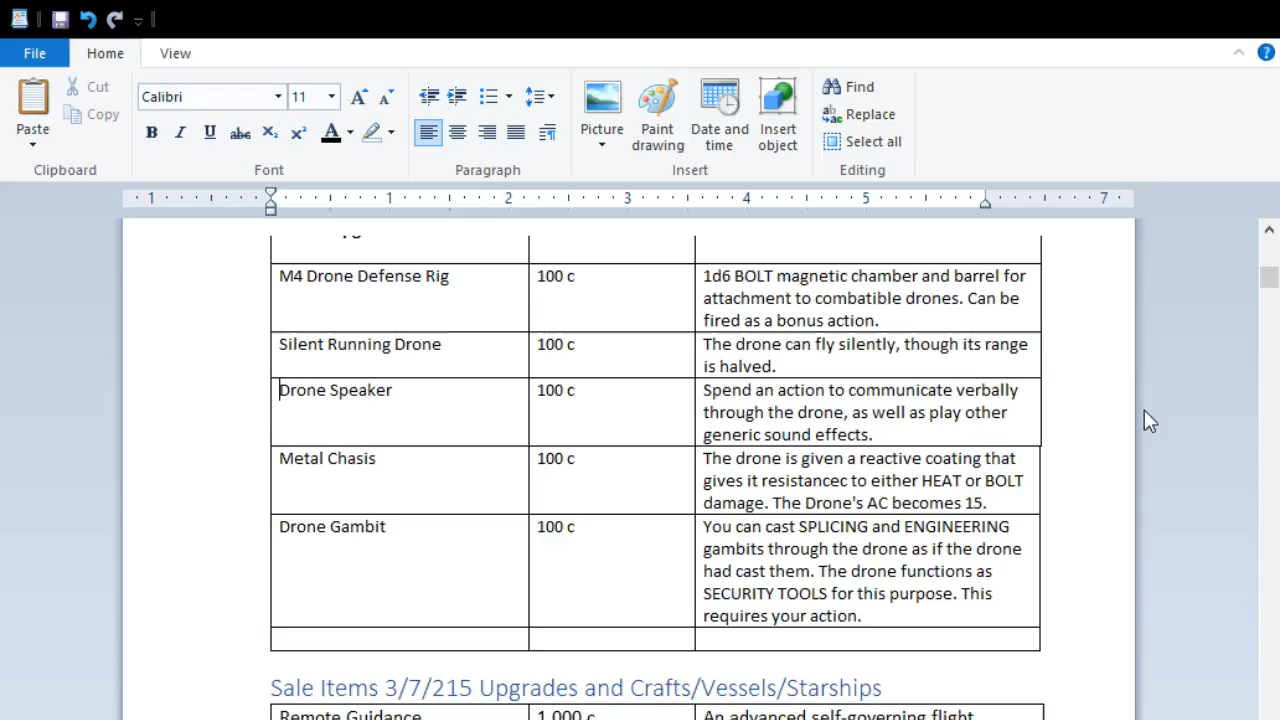 File Home View
Paste
Cut
Copy
Clipboard
Calibri 11
B I U abc X₂ X² A
Font
Paragraph
Picture
Paint drawing
Date and time
Insert object
Insert
Find
Replace
Select all
Editing
1 1 2 3 4 5 7
M4 Drone Defense Rig 100 c 1d6 BOLT magnetic chamber and barrel for
attachment to combatible drones. Can be
fired as a bonus action.
Silent Running Drone 100 c The drone can fly silently, though its range
is halved.
Drone Speaker 100 c Spend an action to communicate verbally
through the drone, as well as play other
generic sound effects.
Metal Chasis 100 c The drone is given a reactive coating that
gives it resistancec to either HEAT or BOLT
damage. The Drone's AC becomes 15.
Drone Gambit 100 c You can cast SPLICING and ENGINEERING
gambits through the drone as if the drone
had cast them. The drone functions as
SECURITY TOOLS for this purpose. This
requires your action.
Sale Items 3/7/215 Upgrades and Crafts/Vessels/Starships
Remote Guidance 1,000 c An advanced self-governing flight